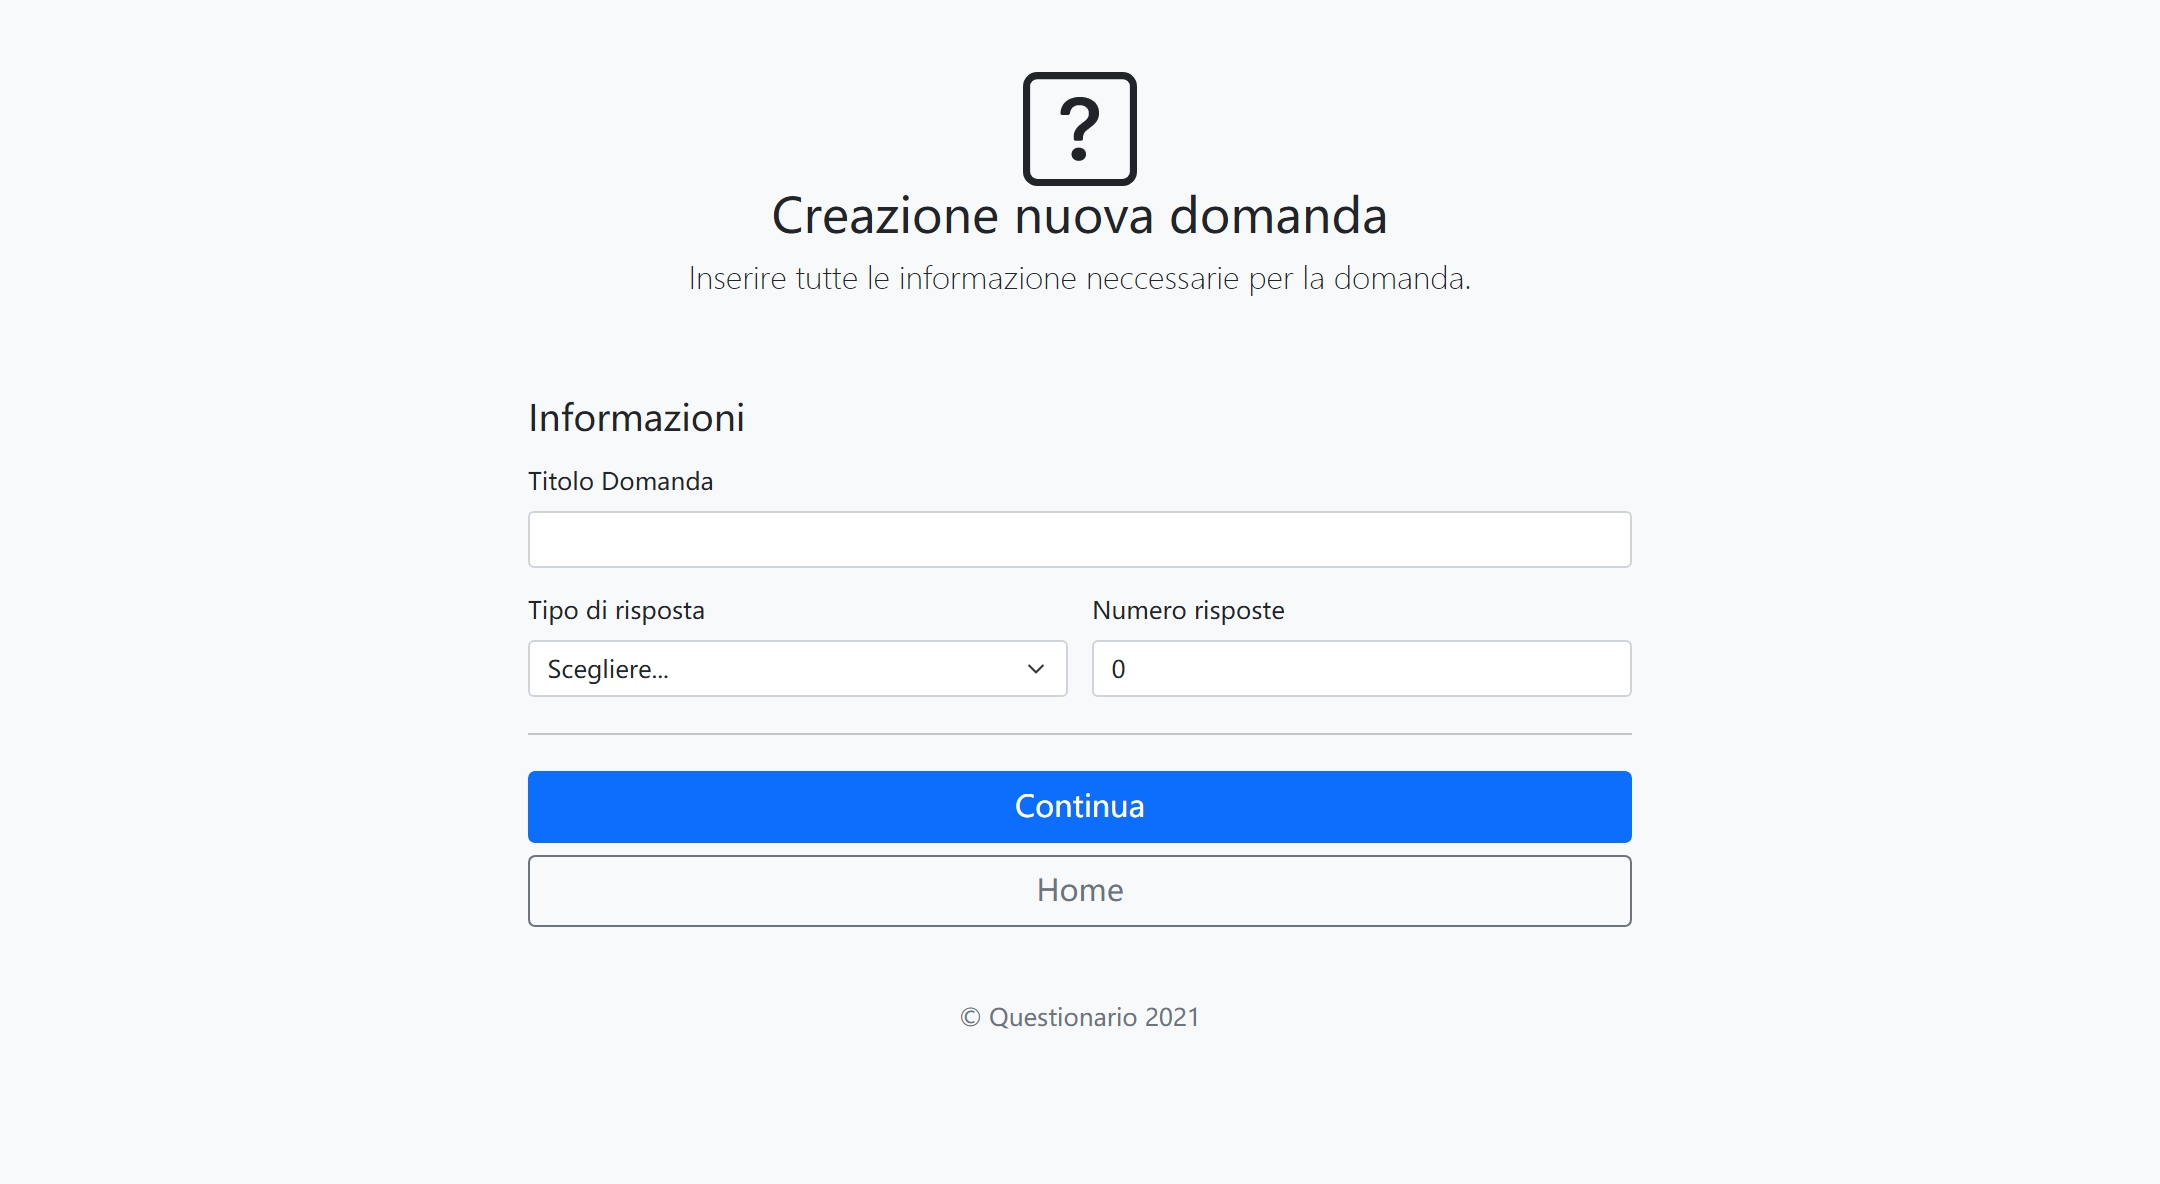 ?
Creazione nuova domanda
Inserire tutte le informazione neccessarie per la domanda.
Informazioni
Titolo Domanda
Tipo di risposta
Numero risposte
Scegliere...
0
Continua
Home
© Questionario 2021